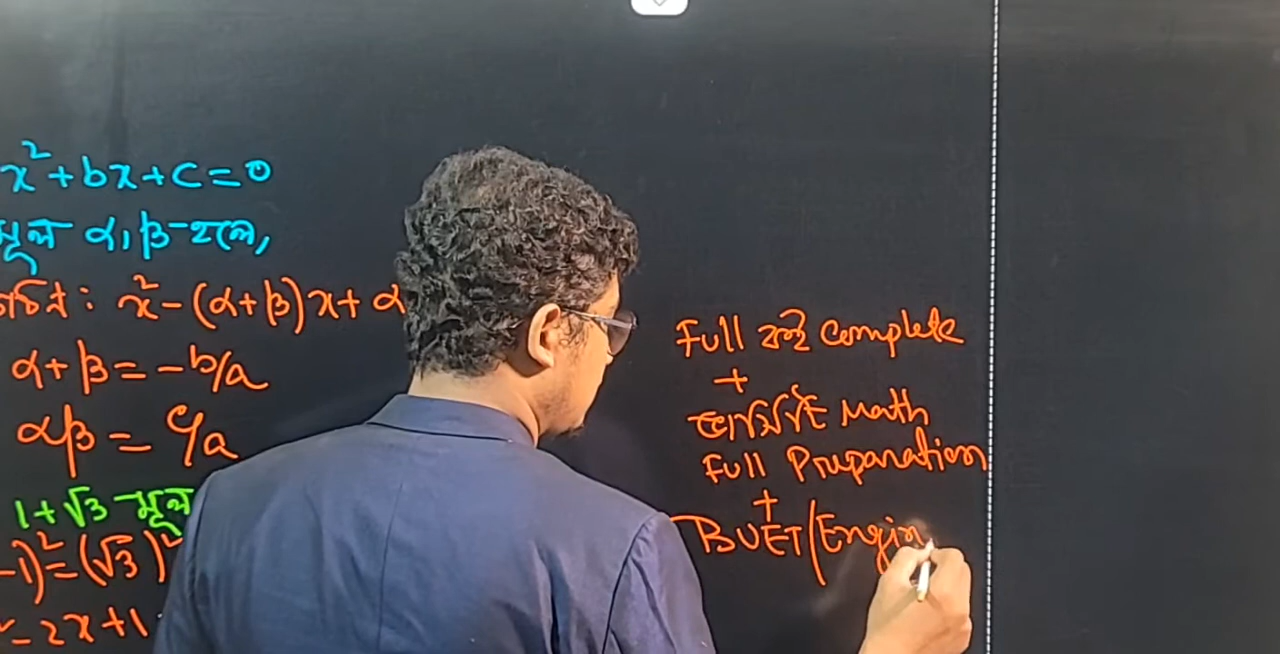 x²+bx+c=0
মূল α, β হলে,
x²-(α+β)x+α
α+β=-b/a
αβ=c/a
1+√3 মূল
-1)²=(√3)²
-2x+1
Full বই complete
+
ভার্সিটি Math
Full Preparation
+
BUET/Engin